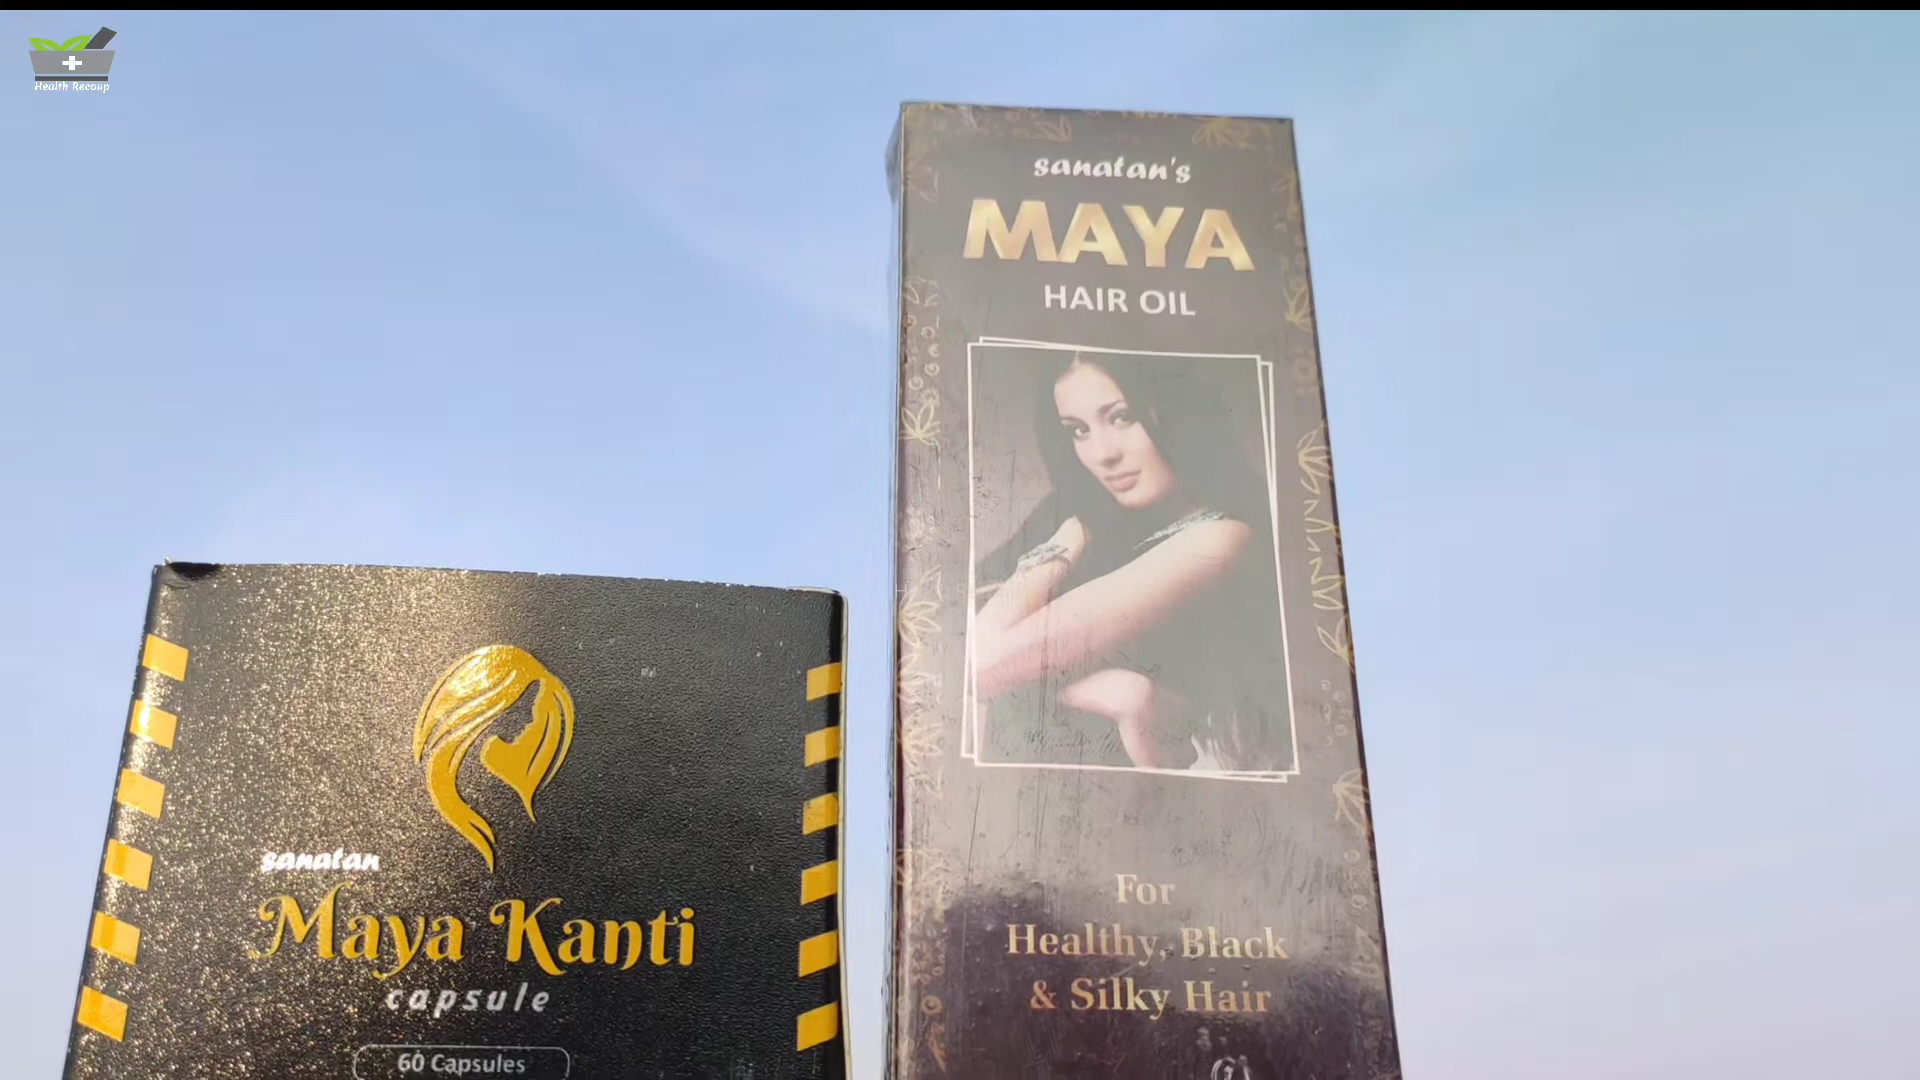 Health Recoup
sanatan's
MAYA
HAIR OIL
For
Healthy, Black
& Silky Hair
sanatan
Maya Kanti
capsule
60 Capsules